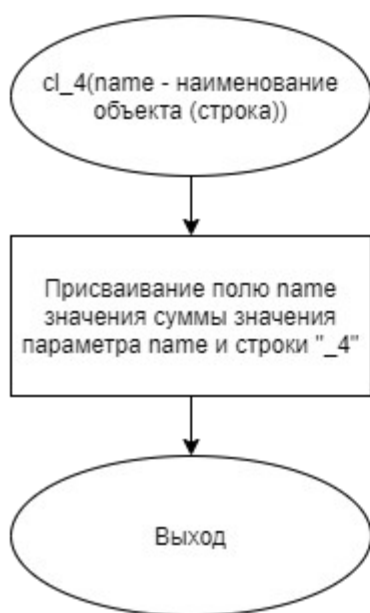 cl_4(name - наименование
объекта (строка))
Присваивание полю name
значения суммы значения
параметра name и строки "_4"
Выход